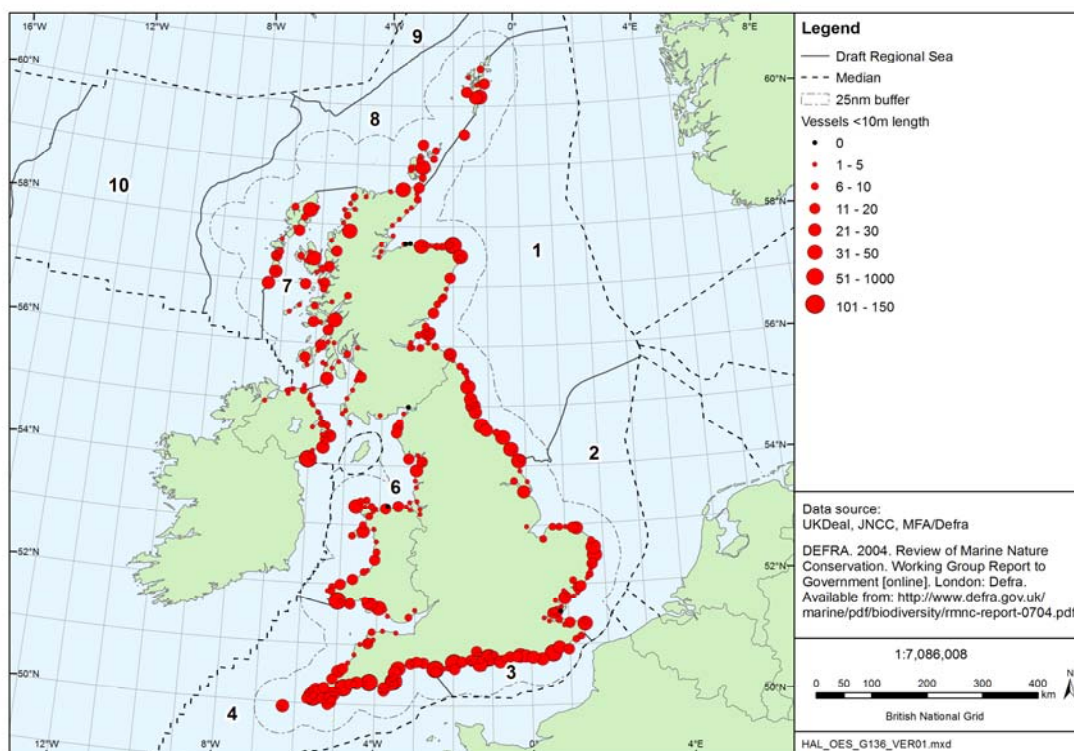 16°W
12°W
8°W
4°W
0°
4°E
8°E
60°N
58°N
56°N
54°N
52°N
50°N
60°N
58°N
56°N
54°N
52°N
50°N
12°W
8°W
4°W
0°
4°E
9
8
10
1
7
2
6
3
4
Legend
Draft Regional Sea
Median
25nm buffer
Vessels <10m length
0
1 - 5
6 - 10
11 - 20
21 - 30
31 - 50
51 - 1000
101 - 150
Data source:
UKDeal, JNCC, MFA/Defra
DEFRA. 2004. Review of Marine Nature
Conservation. Working Group Report to
Government [online]. London: Defra.
Available from: http://www.defra.gov.uk/
marine/pdf/biodiversity/rmnc-report-0704.pdf
1:7,086,008
N
0 50 100 200 300 400
km
British National Grid
HAL_OES_G136_VER01.mxd